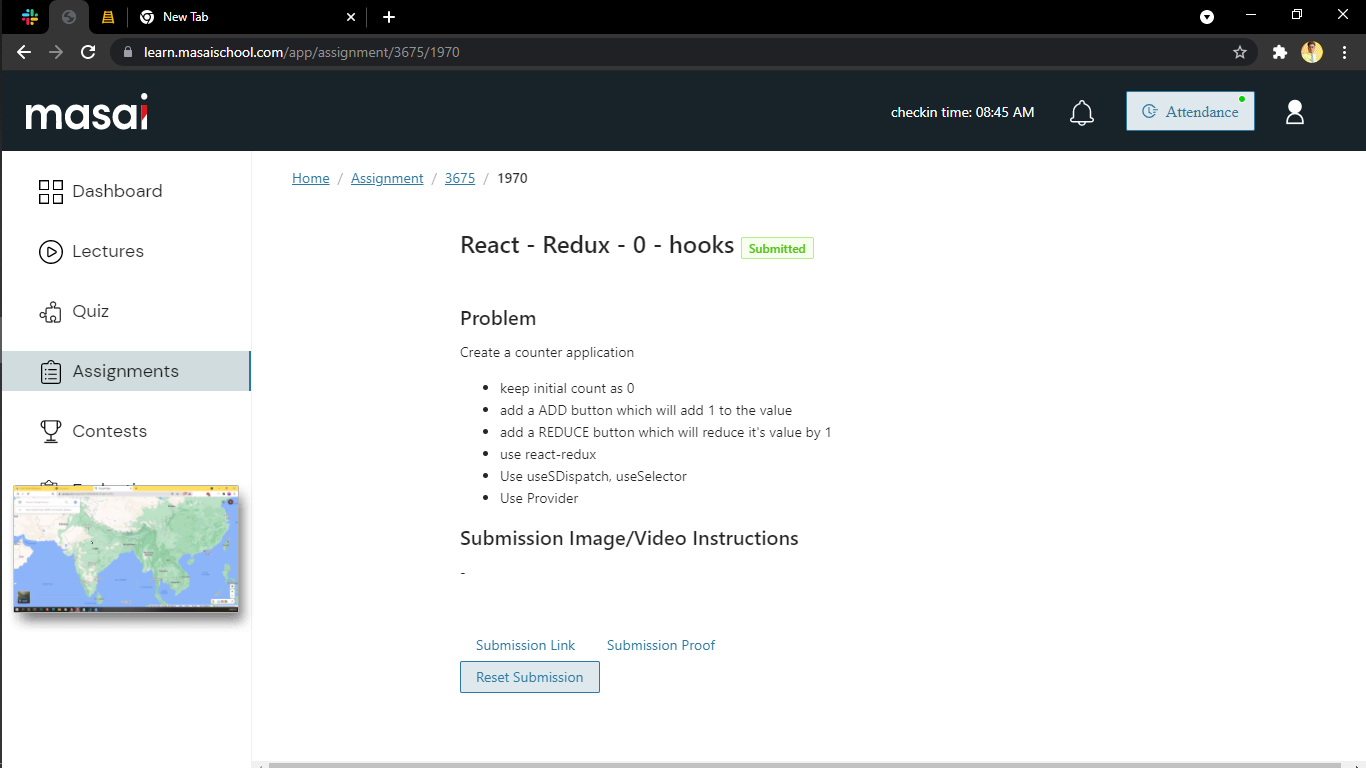 New Tab
learn.masaischool.com/app/assignment/3675/1970
masai
checkin time: 08:45 AM
Attendance
Dashboard
Lectures
Quiz
Assignments
Contests
Home / Assignment / 3675 / 1970
React - Redux - 0 - hooks Submitted
Problem
Create a counter application
• keep initial count as 0
• add a ADD button which will add 1 to the value
• add a REDUCE button which will reduce it's value by 1
• use react-redux
• Use useSDispatch, useSelector
• Use Provider
Submission Image/Video Instructions
-
Submission Link Submission Proof
Reset Submission